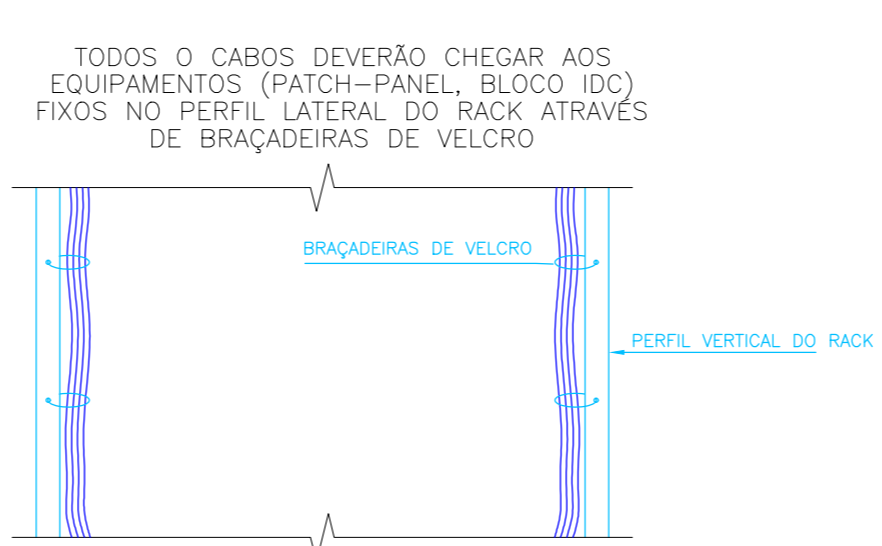 TODOS O CABOS DEVERÃO CHEGAR AOS
EQUIPAMENTOS (PATCH-PANEL, BLOCO IDC)
FIXOS NO PERFIL LATERAL DO RACK ATRAVÉS
DE BRAÇADEIRAS DE VELCRO
BRAÇADEIRAS DE VELCRO
PERFIL VERTICAL DO RACK